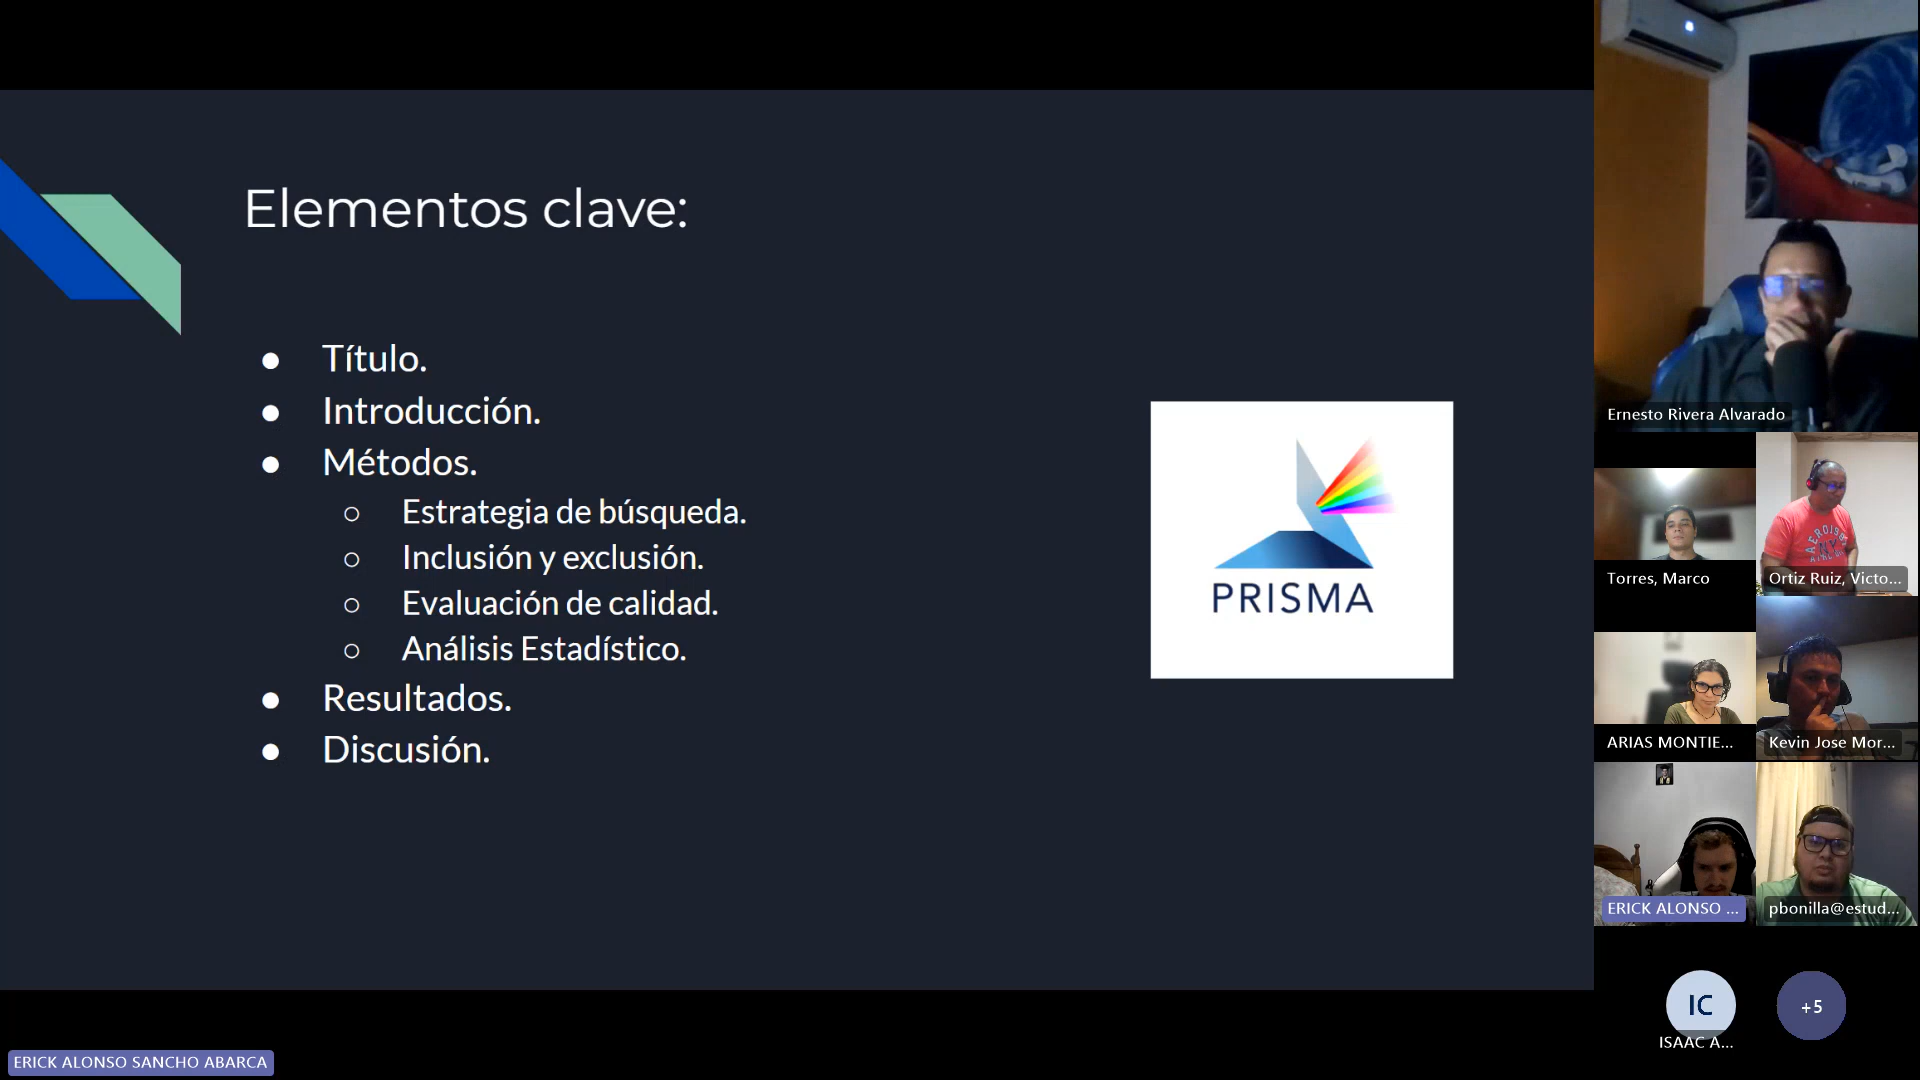 Elementos clave:
● Título.
● Introducción.
● Métodos.
○ Estrategia de búsqueda.
○ Inclusión y exclusión.
○ Evaluación de calidad.
○ Análisis Estadístico.
● Resultados.
● Discusión.
PRISMA
Ernesto Rivera Alvarado
Torres, Marco
Ortiz Ruiz, Victo...
ARIAS MONTIE...
Kevin Jose Mor...
ERICK ALONSO ...
pbonilla@estud...
IC
+5
ISAAC A...
ERICK ALONSO SANCHO ABARCA